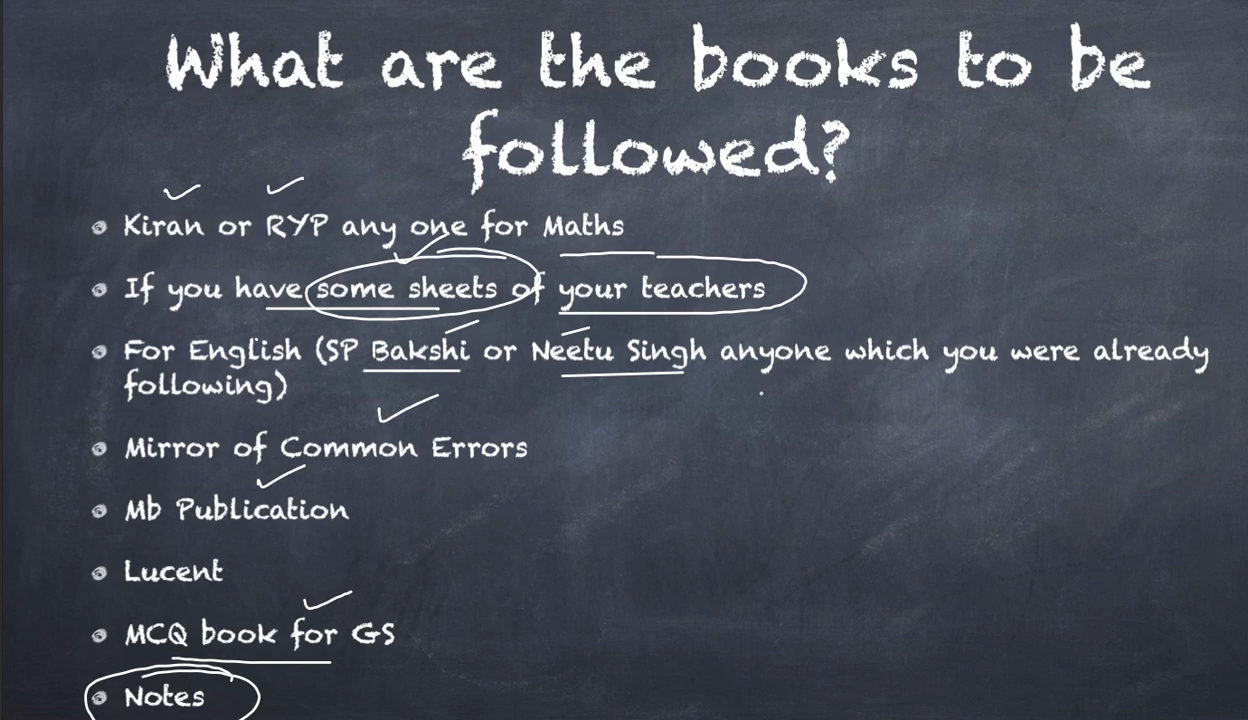 What are the books to be
followed?
Kiran or RYP any one for Maths
If you have some sheets of your teachers
For English (SP Bakshi or Neetu Singh anyone which you were already
following)
Mirror of Common Errors
Mb Publication
Lucent
MCQ book for GS
Notes